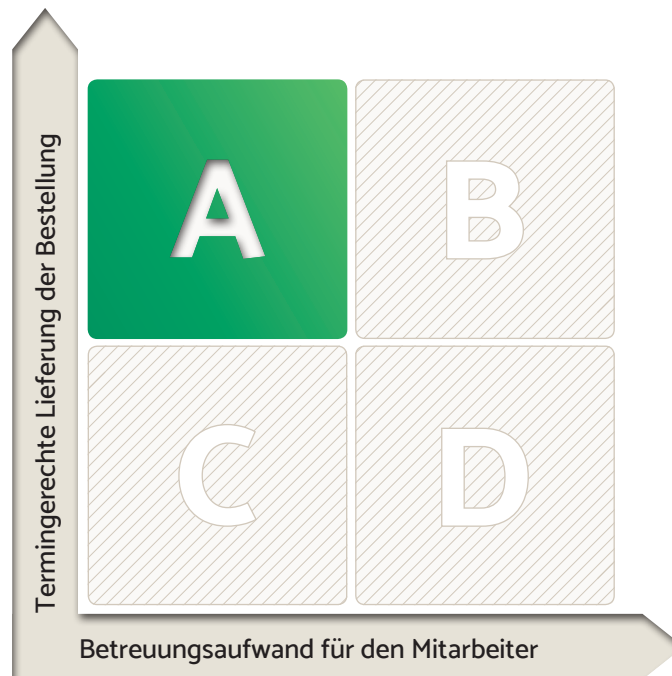 Termingerechte Lieferung der Bestellung
A
B
C
D
Betreuungsaufwand für den Mitarbeiter